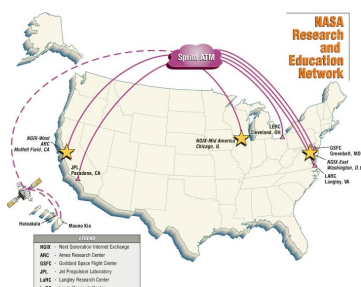 NASA
Research
and
Education
Network
Sprint ATM
NGIX-West
ARC
Moffett Field, CA
JPL
Pasadena, CA
NGIX-Mid America
Chicago, IL
LERC
Cleveland, OH
GSFC
Greenbelt, MD
NGIX-East
Washington, D.
LARC
Langley, VA
Haleakala
Mauna Kia
LEGEND
NGIX - Next Generation Internet Exchange
ARC - Ames Research Center
GSFC - Goddard Space Flight Center
JPL - Jet Propulsion Laboratory
LaRC - Langley Research Center